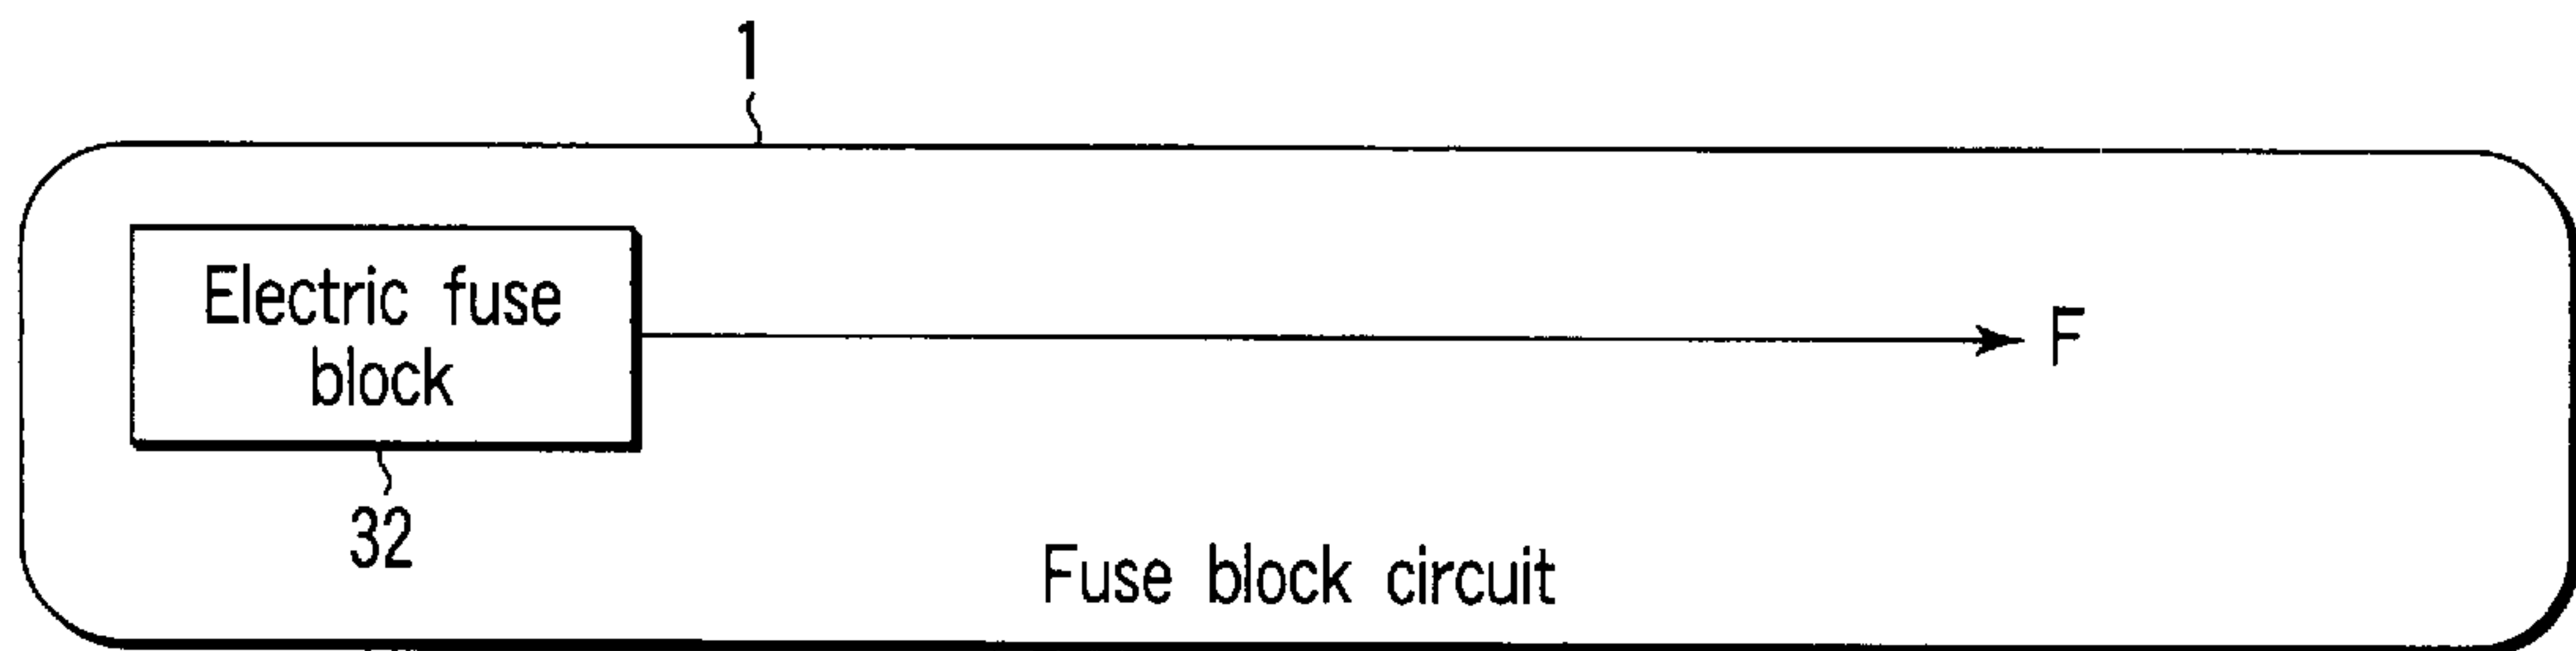 1
Electric fuse
block
F
32
Fuse block circuit